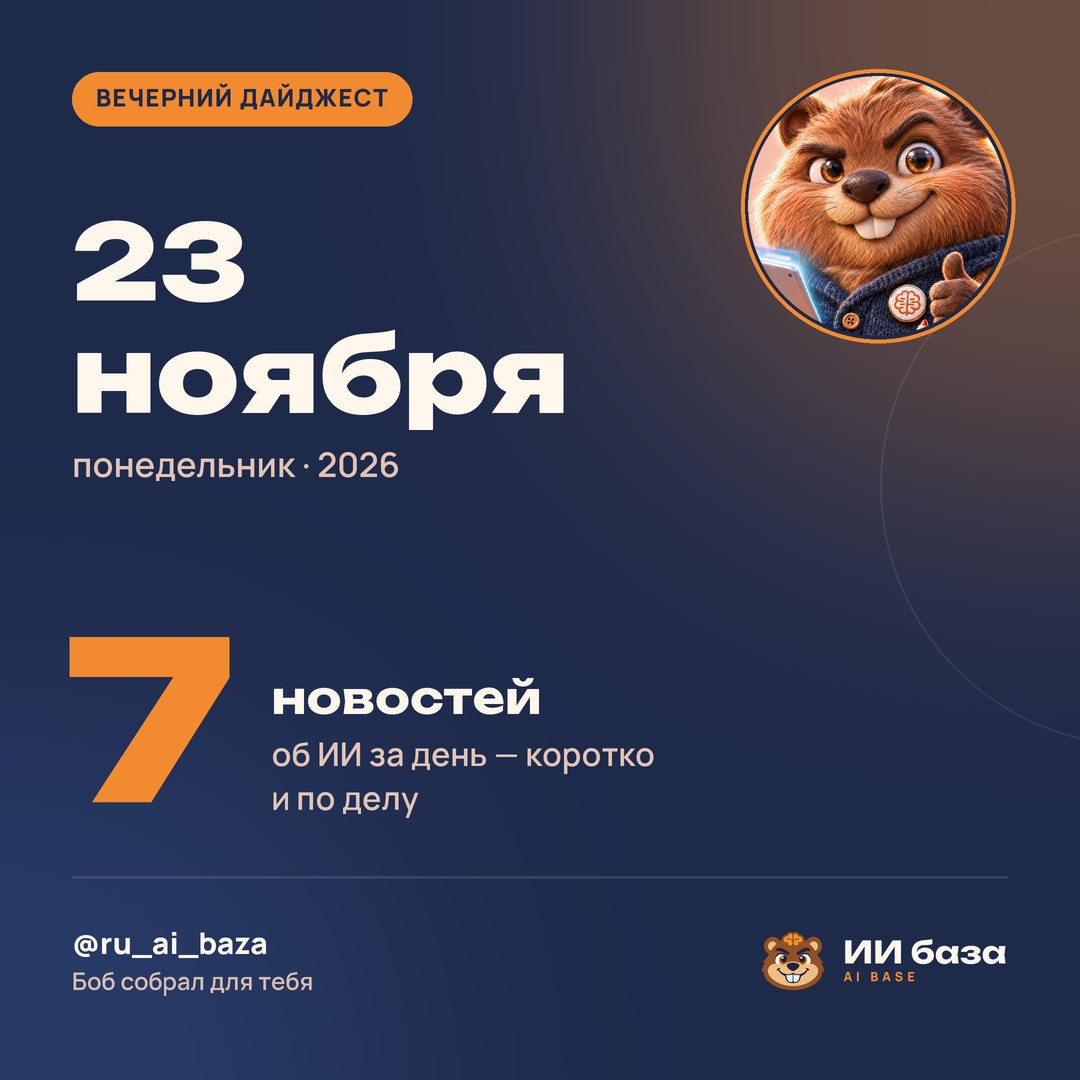 ВЕЧЕРНИЙ ДАЙДЖЕСТ
23
ноября
понедельник · 2026
7
новостей
об ИИ за день — коротко
и по делу
@ru_ai_baza
Боб собрал для тебя
ИИ база
AI BASE